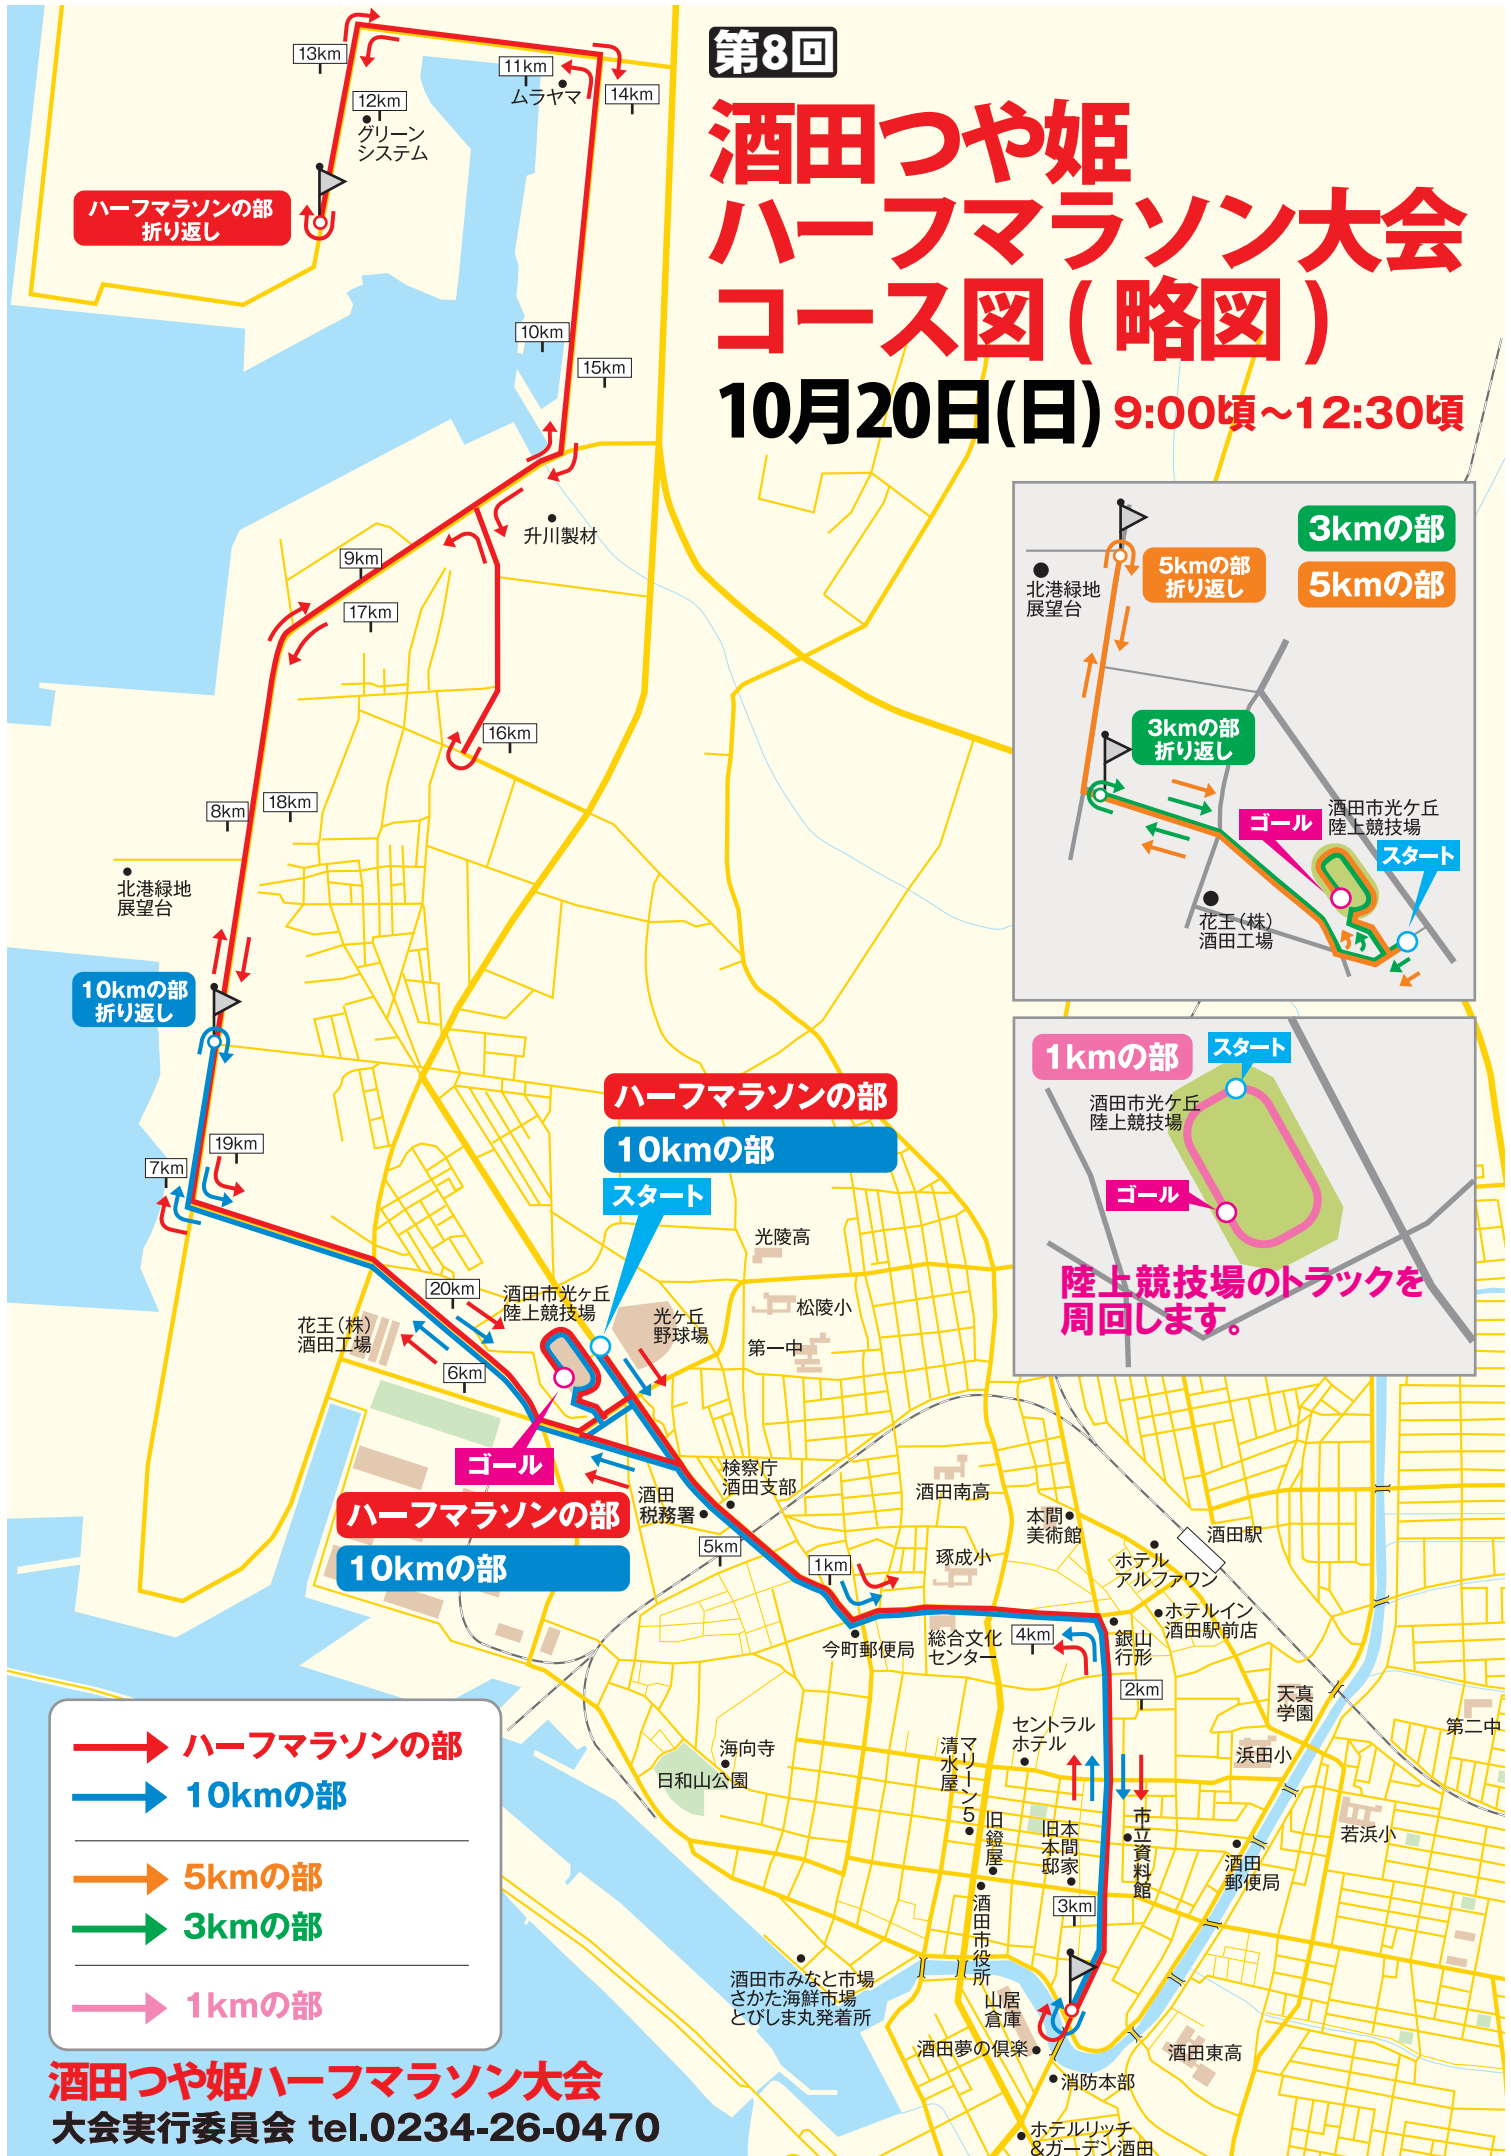 第8回
酒田つや姫
ハーフマラソン大会
コース図(略図)
10月20日(日) 9:00頃～12:30頃
13km
12km
グリーン
システム
11km
ムラヤマ
14km
ハーフマラソンの部
折り返し
10km
15km
升川製材
9km
17km
16km
8km
18km
北港緑地
展望台
10kmの部
折り返し
19km
7km
3kmの部
5kmの部
5kmの部
折り返し
北港緑地
展望台
3kmの部
折り返し
酒田市光ケ丘
陸上競技場
ゴール
スタート
花王(株)
酒田工場
1kmの部
スタート
酒田市光ケ丘
陸上競技場
ゴール
陸上競技場のトラックを
周回します。
ハーフマラソンの部
10kmの部
スタート
光陵高
松陵小
第一中
20km
酒田市光ヶ丘
陸上競技場
光ヶ丘
野球場
花王(株)
酒田工場
6km
ゴール
ハーフマラソンの部
10kmの部
検察庁
酒田支部
酒田
税務署
5km
1km
酒田南高
本間
美術館
琢成小
酒田駅
ホテル
アルファワン
ホテルイン
酒田駅前店
今町郵便局
総合文化
センター
4km
銀山
行形
2km
天真
学園
第二中
浜田小
セントラル
ホテル
マリーン5
清水屋
海向寺
日和山公園
旧鐙屋
旧本間家
本邸
市立資料館
若浜小
酒田
郵便局
3km
酒田市役所
酒田市みなと市場
さかた海鮮市場
とびしま丸発着所
山居
倉庫
酒田夢の倶楽
酒田東高
消防本部
ホテルリッチ
&ガーデン酒田
ハーフマラソンの部
10kmの部
5kmの部
3kmの部
1kmの部
酒田つや姫ハーフマラソン大会
大会実行委員会 tel.0234-26-0470